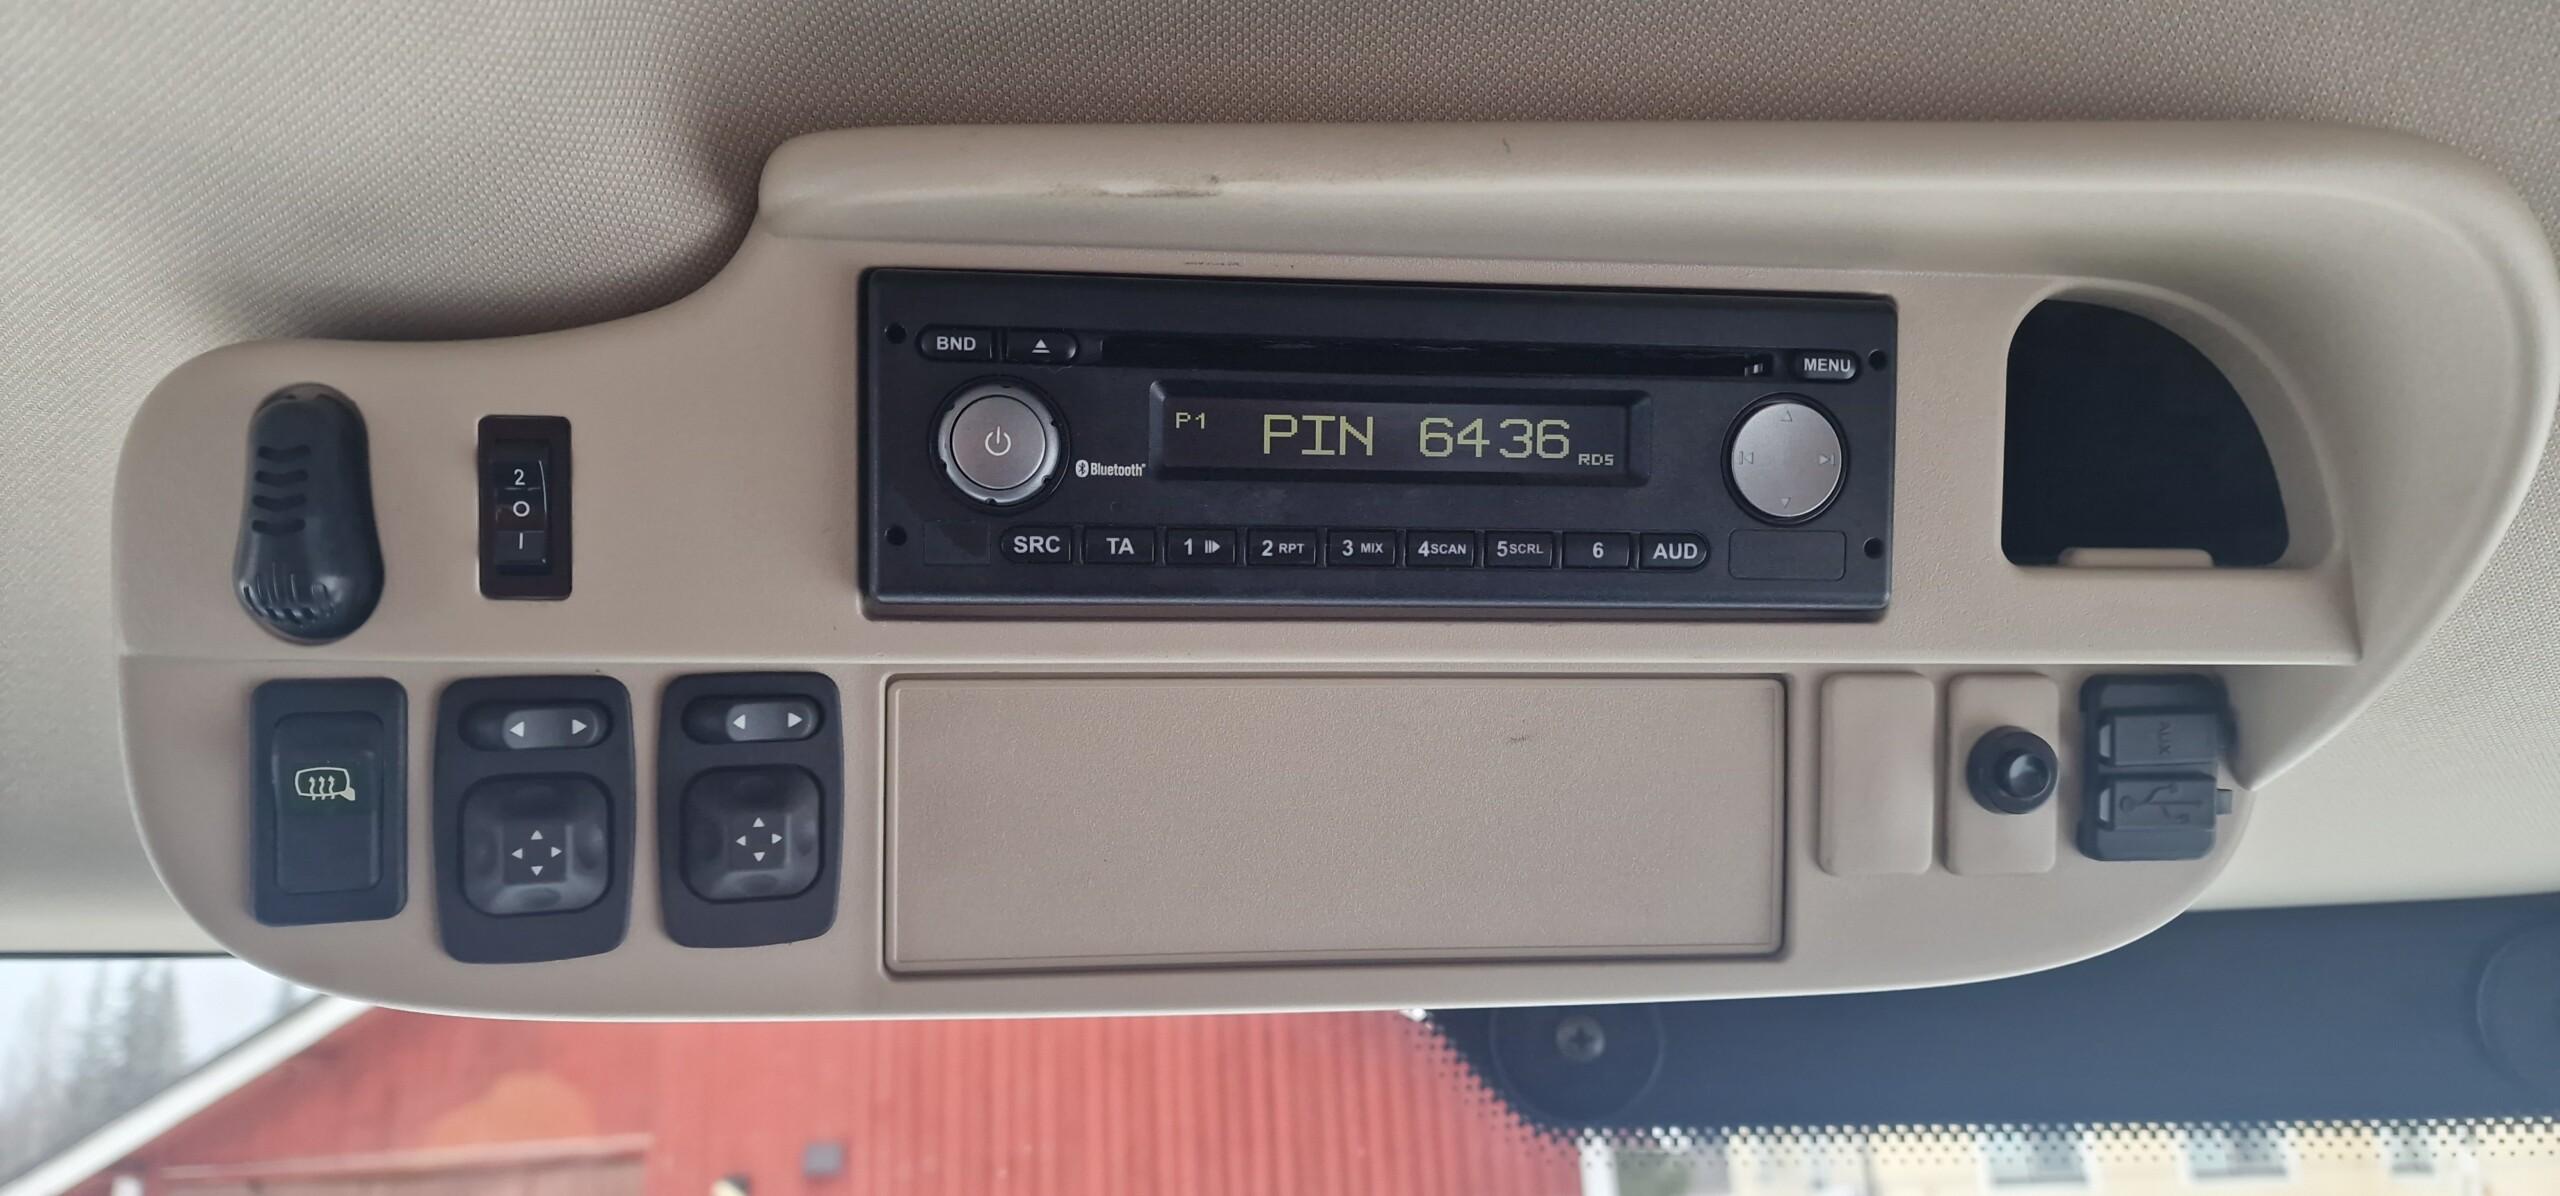 BND
MENU
P1 PIN 6436 RDS
Bluetooth
2
O
I
SRC TA 1 2 RPT 3 MIX 4SCAN 5SCRL 6 AUD
AUX